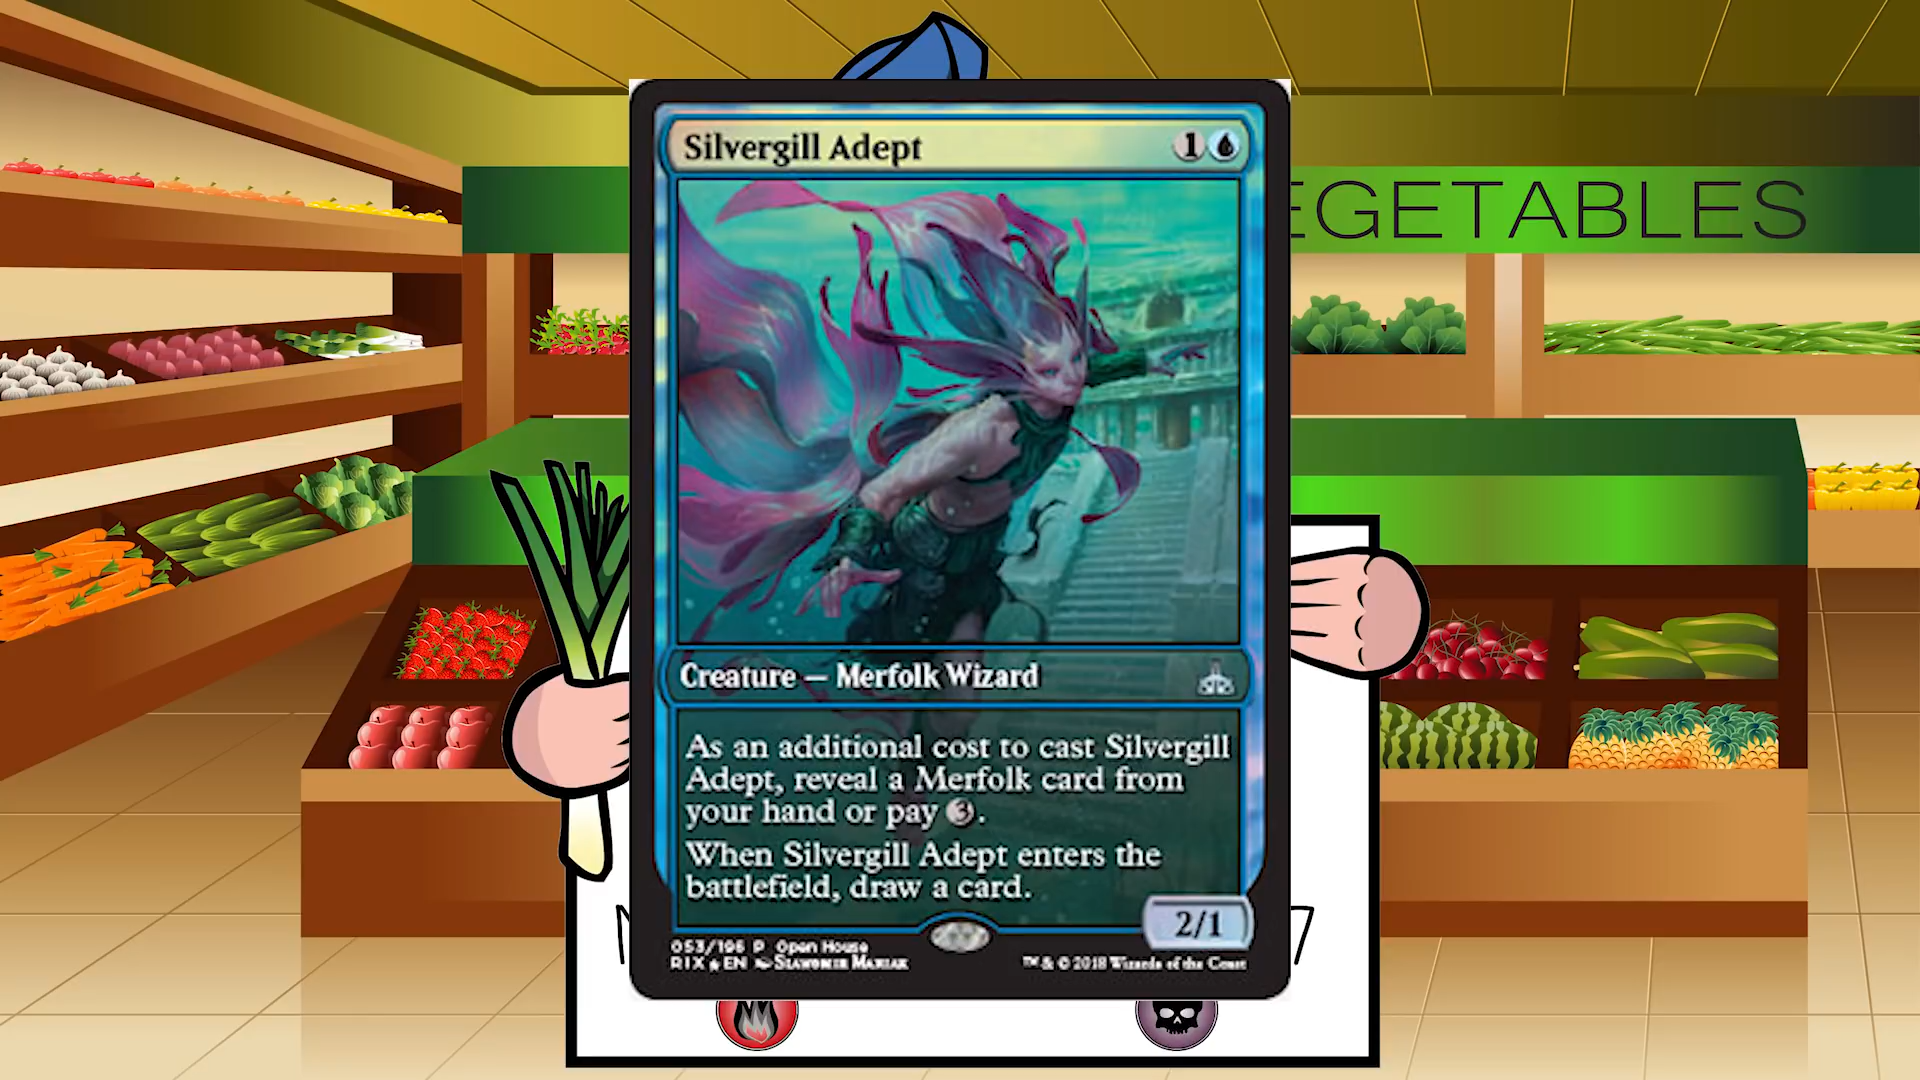 Silvergill Adept 1
EGETABLES
Creature — Merfolk Wizard
As an additional cost to cast Silvergill
Adept, reveal a Merfolk card from
your hand or pay 3.
When Silvergill Adept enters the
battlefield, draw a card.
2/1
053/196 P Open House
RIX★EN Slawomir Maniak
™ & © 2018 Wizards of the Coast